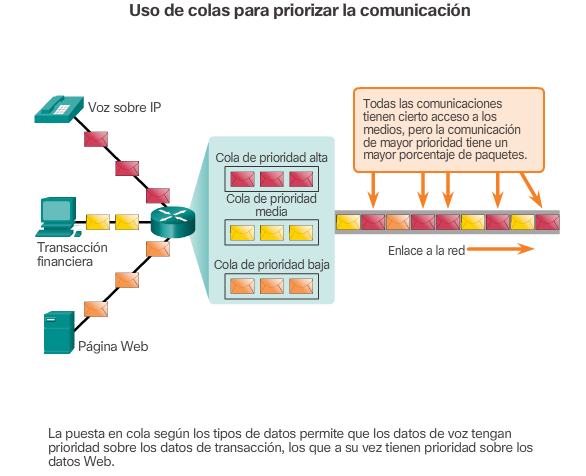 Uso de colas para priorizar la comunicación
Voz sobre IP
Todas las comunicaciones
tienen cierto acceso a los
medios, pero la comunicación
de mayor prioridad tiene un
mayor porcentaje de paquetes.
Cola de prioridad alta
Cola de prioridad
media
Transacción
financiera
Enlace a la red
Cola de prioridad baja
Página Web
La puesta en cola según los tipos de datos permite que los datos de voz tengan
prioridad sobre los datos de transacción, los que a su vez tienen prioridad sobre los
datos Web.